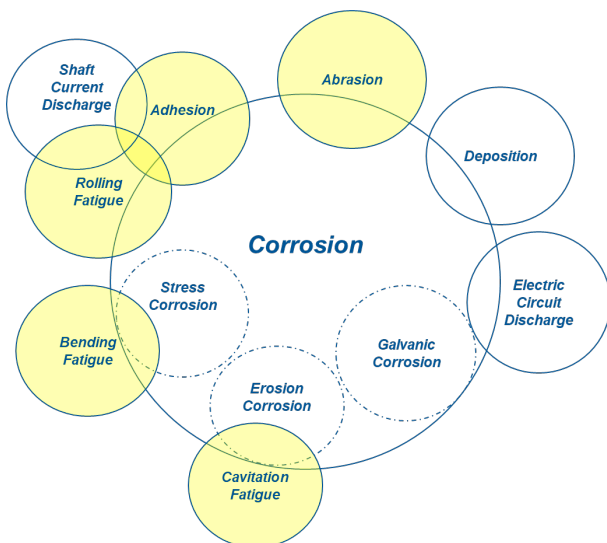 Shaft
Current
Discharge
Adhesion
Abrasion
Deposition
Rolling
Fatigue
Corrosion
Stress
Corrosion
Electric
Circuit
Discharge
Bending
Fatigue
Galvanic
Corrosion
Erosion
Corrosion
Cavitation
Fatigue